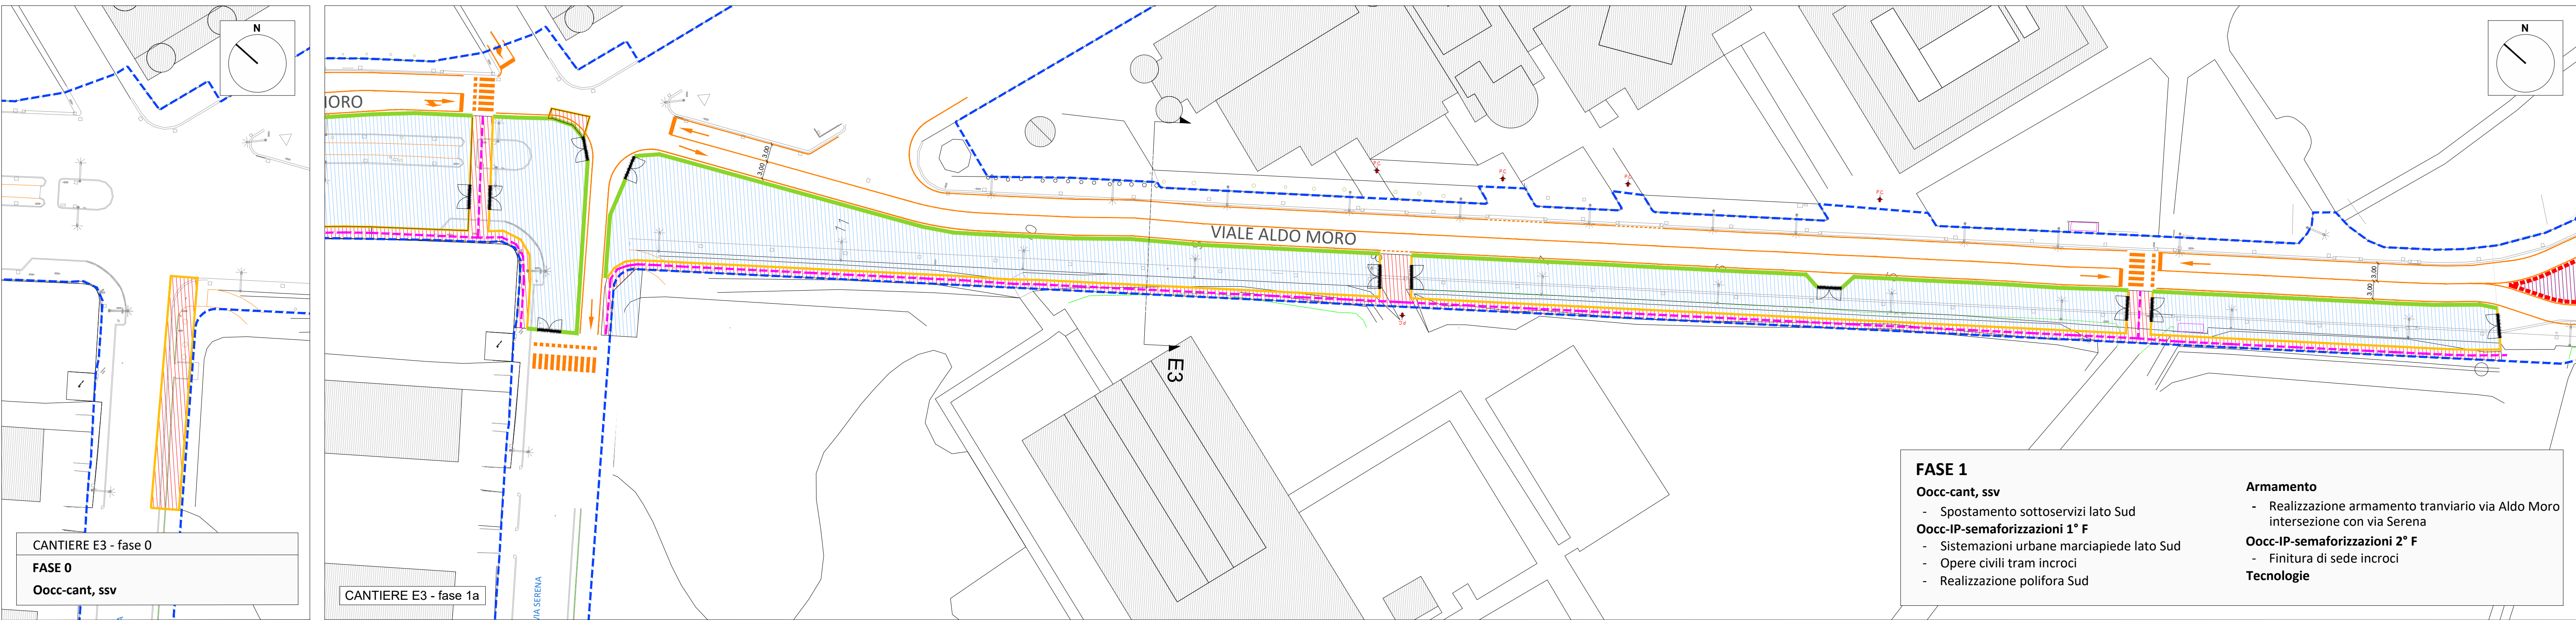 N
CANTIERE E3 - fase 0
FASE 0
Oocc-cant, ssv
N
IORO
3,00
3,00
VIALE ALDO MORO
P.C
P.C
P.C
P.C
P.C
3,00
3,00
E3
VIA SERENA
CANTIERE E3 - fase 1a
FASE 1
Oocc-cant, ssv
- Spostamento sottoservizi lato Sud
Oocc-IP-semaforizzazioni 1° F
- Sistemazioni urbane marciapiede lato Sud
- Opere civili tram incroci
- Realizzazione polifora Sud
Armamento
- Realizzazione armamento tranviario via Aldo Moro
intersezione con via Serena
Oocc-IP-semaforizzazioni 2° F
- Finitura di sede incroci
Tecnologie